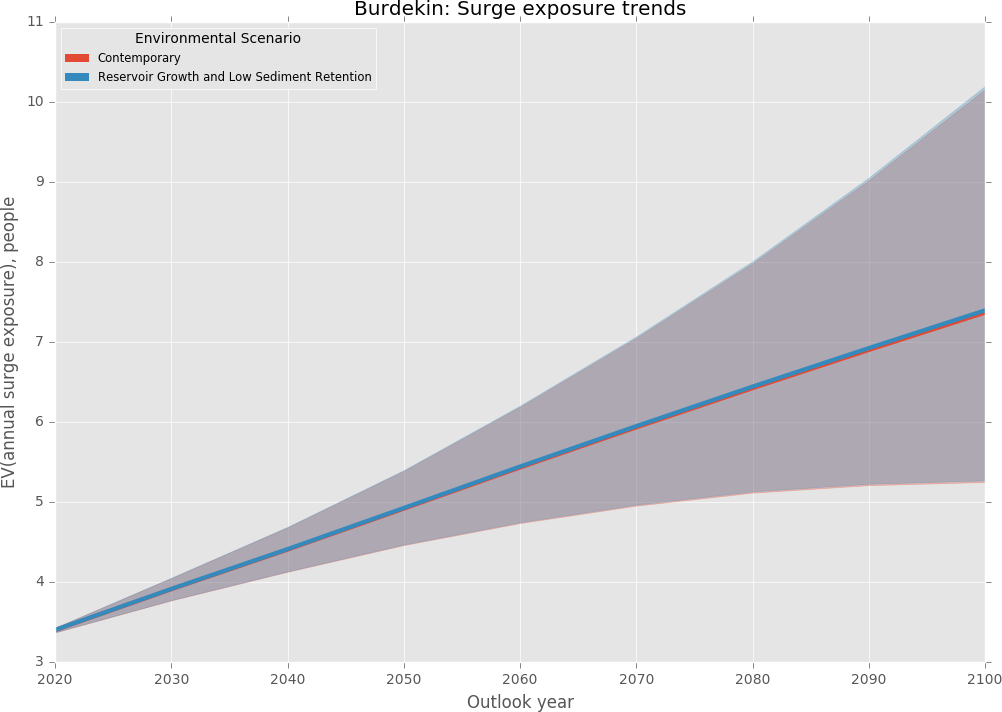 Burdekin: Surge exposure trends
Environmental Scenario
Contemporary
Reservoir Growth and Low Sediment Retention
EV(annual surge exposure), people
11
10
9
8
7
6
5
4
3
2020 2030 2040 2050 2060 2070 2080 2090 2100
Outlook year